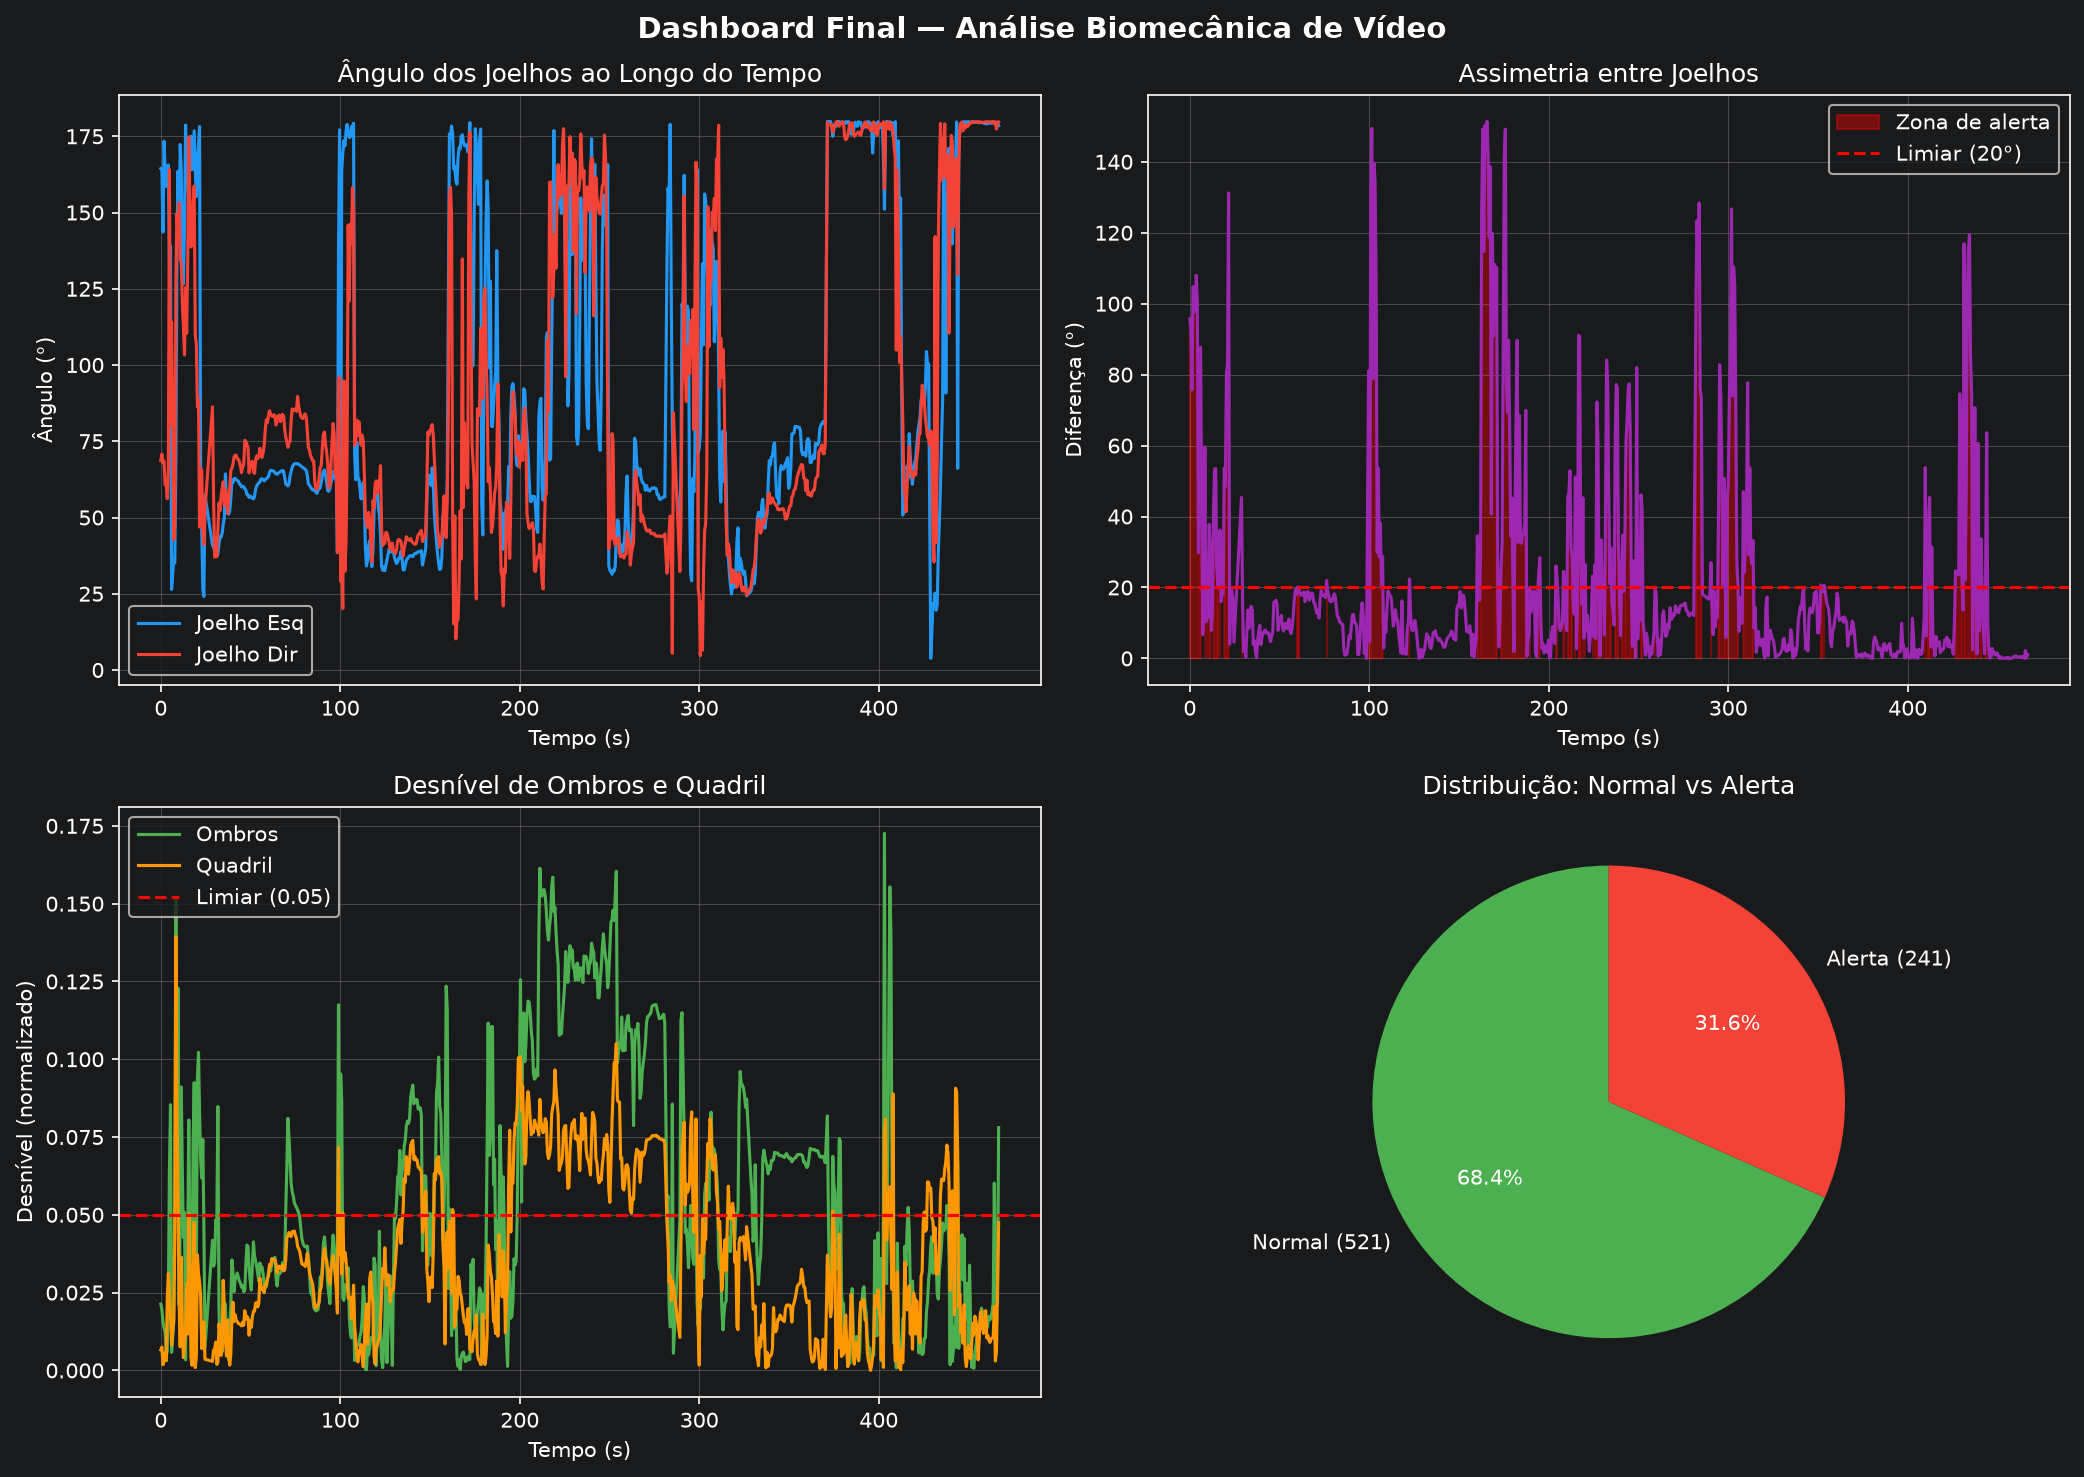 Dashboard Final — Análise Biomecânica de Vídeo
Ângulo dos Joelhos ao Longo do Tempo
Ângulo (°)
175
150
125
100
75
50
25
0
Joelho Esq
Joelho Dir
0 100 200 300 400
Tempo (s)
Assimetria entre Joelhos
Diferença (°)
140
120
100
80
60
40
20
0
Zona de alerta
Limiar (20°)
0 100 200 300 400
Tempo (s)
Desnível de Ombros e Quadril
Desnível (normalizado)
0.175
0.150
0.125
0.100
0.075
0.050
0.025
0.000
Ombros
Quadril
Limiar (0.05)
0 100 200 300 400
Tempo (s)
Distribuição: Normal vs Alerta
Alerta (241)
31.6%
68.4%
Normal (521)